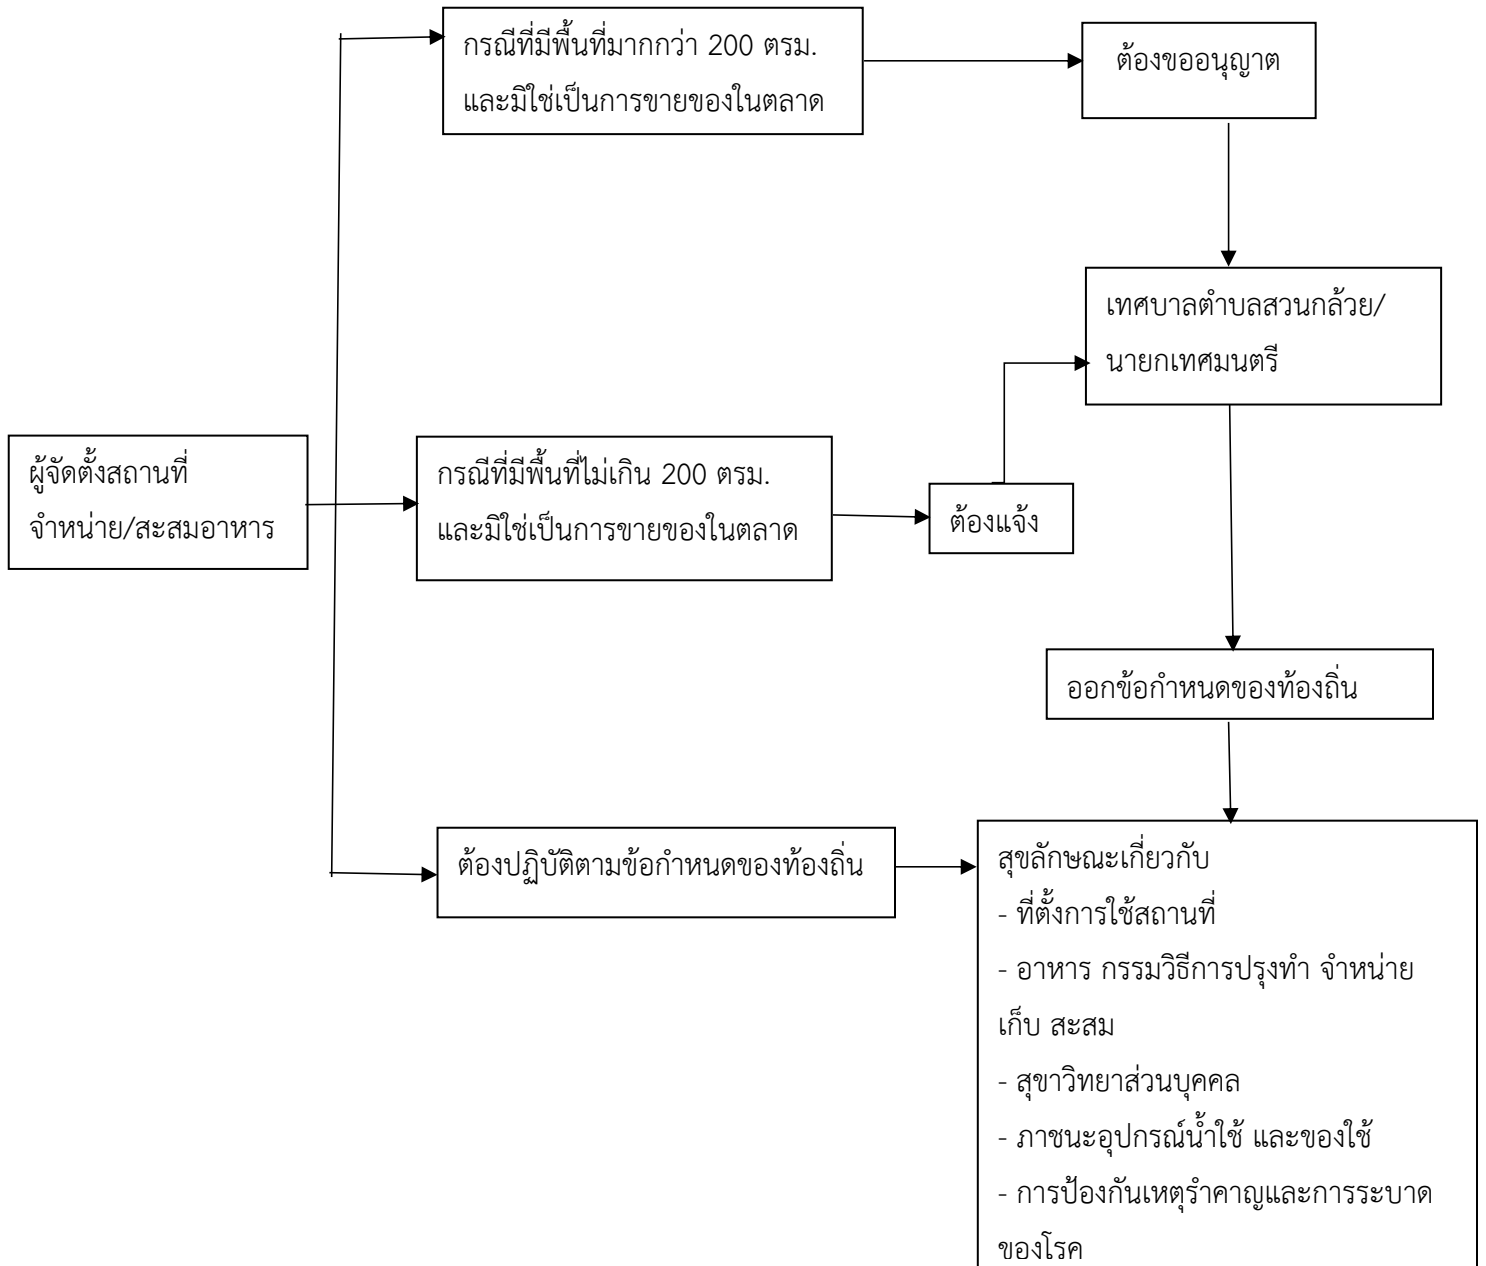 กรณีที่มีพื้นที่มากกว่า 200 ตรม.
และมิใช่เป็นการขายของในตลาด
ต้องขออนุญาต
เทศบาลตำบลสวนกล้วย/
นายกเทศมนตรี
ผู้จัดตั้งสถานที่
จำหน่าย/สะสมอาหาร
กรณีที่มีพื้นที่ไม่เกิน 200 ตรม.
และมิใช่เป็นการขายของในตลาด
ต้องแจ้ง
ออกข้อกำหนดของท้องถิ่น
ต้องปฏิบัติตามข้อกำหนดของท้องถิ่น
สุขลักษณะเกี่ยวกับ
- ที่ตั้งการใช้สถานที่
- อาหาร กรรมวิธีการปรุงทำ จำหน่าย
เก็บ สะสม
- สุขาวิทยาส่วนบุคคล
- ภาชนะอุปกรณ์น้ำใช้ และของใช้
- การป้องกันเหตุรำคาญและการระบาด
ของโรค